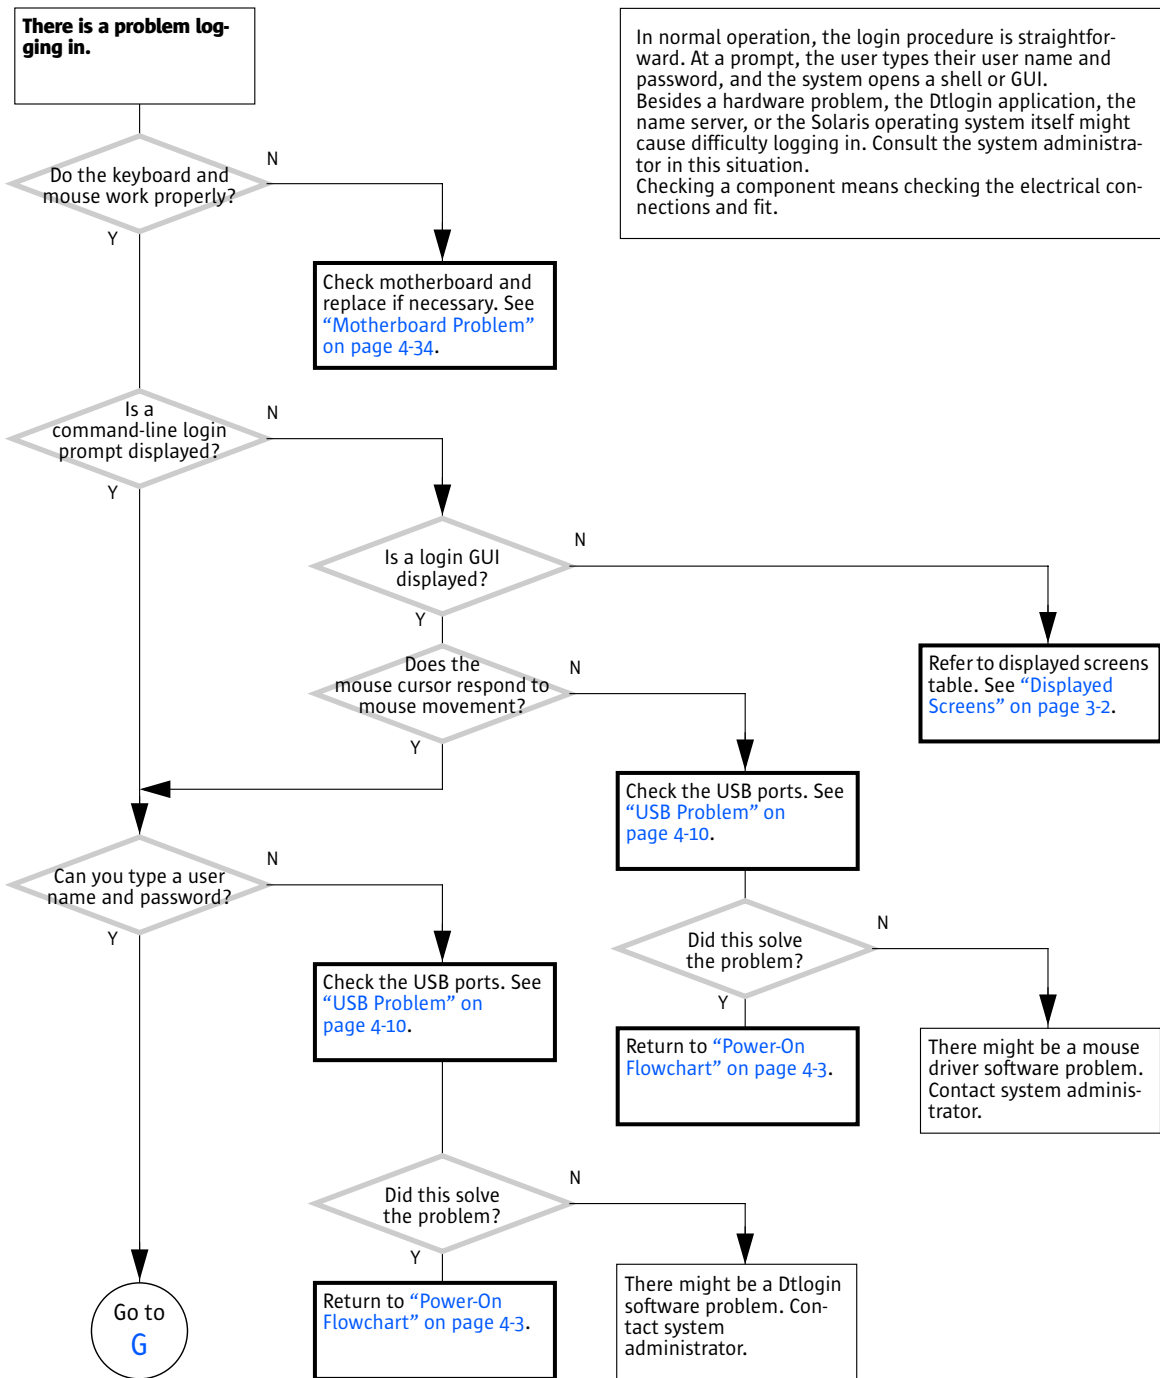 There is a problem log-
ging in.
In normal operation, the login procedure is straightfor-
ward. At a prompt, the user types their user name and
password, and the system opens a shell or GUI.
Besides a hardware problem, the Dtlogin application, the
name server, or the Solaris operating system itself might
cause difficulty logging in. Consult the system administra-
tor in this situation.
Checking a component means checking the electrical con-
nections and fit.
Do the keyboard and
mouse work properly?
N
Y
Check motherboard and
replace if necessary. See
“Motherboard Problem”
on page 4-34.
Is a
command-line login
prompt displayed?
N
Y
Is a login GUI
displayed?
N
Y
Does the
mouse cursor respond to
mouse movement?
N
Y
Refer to displayed screens
table. See “Displayed
Screens” on page 3-2.
Check the USB ports. See
“USB Problem” on
page 4-10.
Can you type a user
name and password?
N
Y
Did this solve
the problem?
N
Y
Check the USB ports. See
“USB Problem” on
page 4-10.
Return to “Power-On
Flowchart” on page 4-3.
There might be a mouse
driver software problem.
Contact system adminis-
trator.
Did this solve
the problem?
N
Y
Go to
G
Return to “Power-On
Flowchart” on page 4-3.
There might be a Dtlogin
software problem. Con-
tact system
administrator.